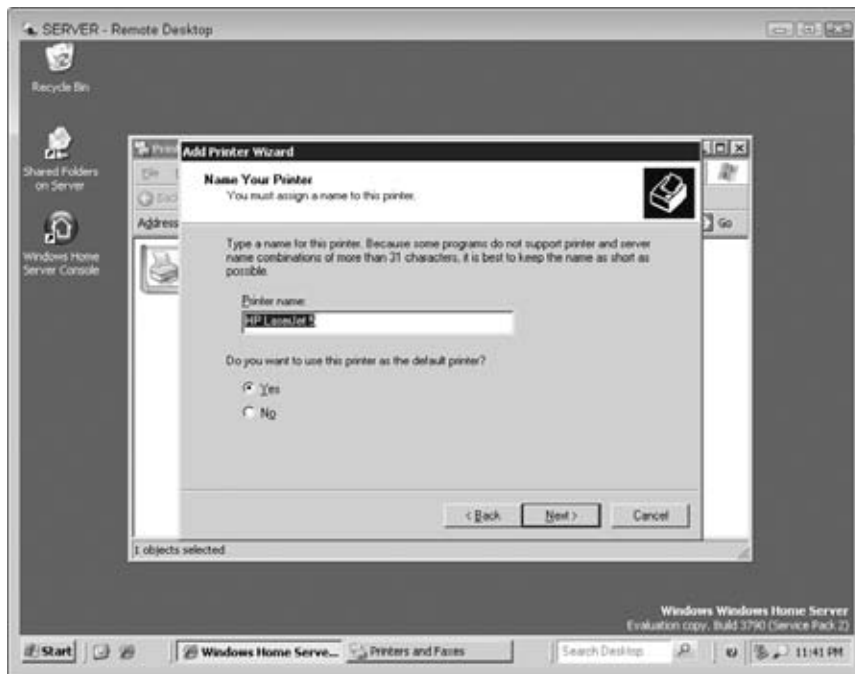 SERVER - Remote Desktop
Recycle Bin
Shared Folders
on Server
Windows Home
Server Console
Add Printer Wizard
Name Your Printer
You must assign a name to this printer.
Address
Go
Type a name for this printer. Because some programs do not support printer and server
name combinations of more than 31 characters, it is best to keep the name as short as
possible.
Printer name:
HP LaserJet 5
Do you want to use this printer as the default printer?
Yes
No
< Back
Next >
Cancel
1 objects selected
Windows Windows Home Server
Evaluation copy. Build 3790 (Service Pack 2)
Start
Windows Home Serve...
Printers and Faxes
Search Desktop
11:41 PM